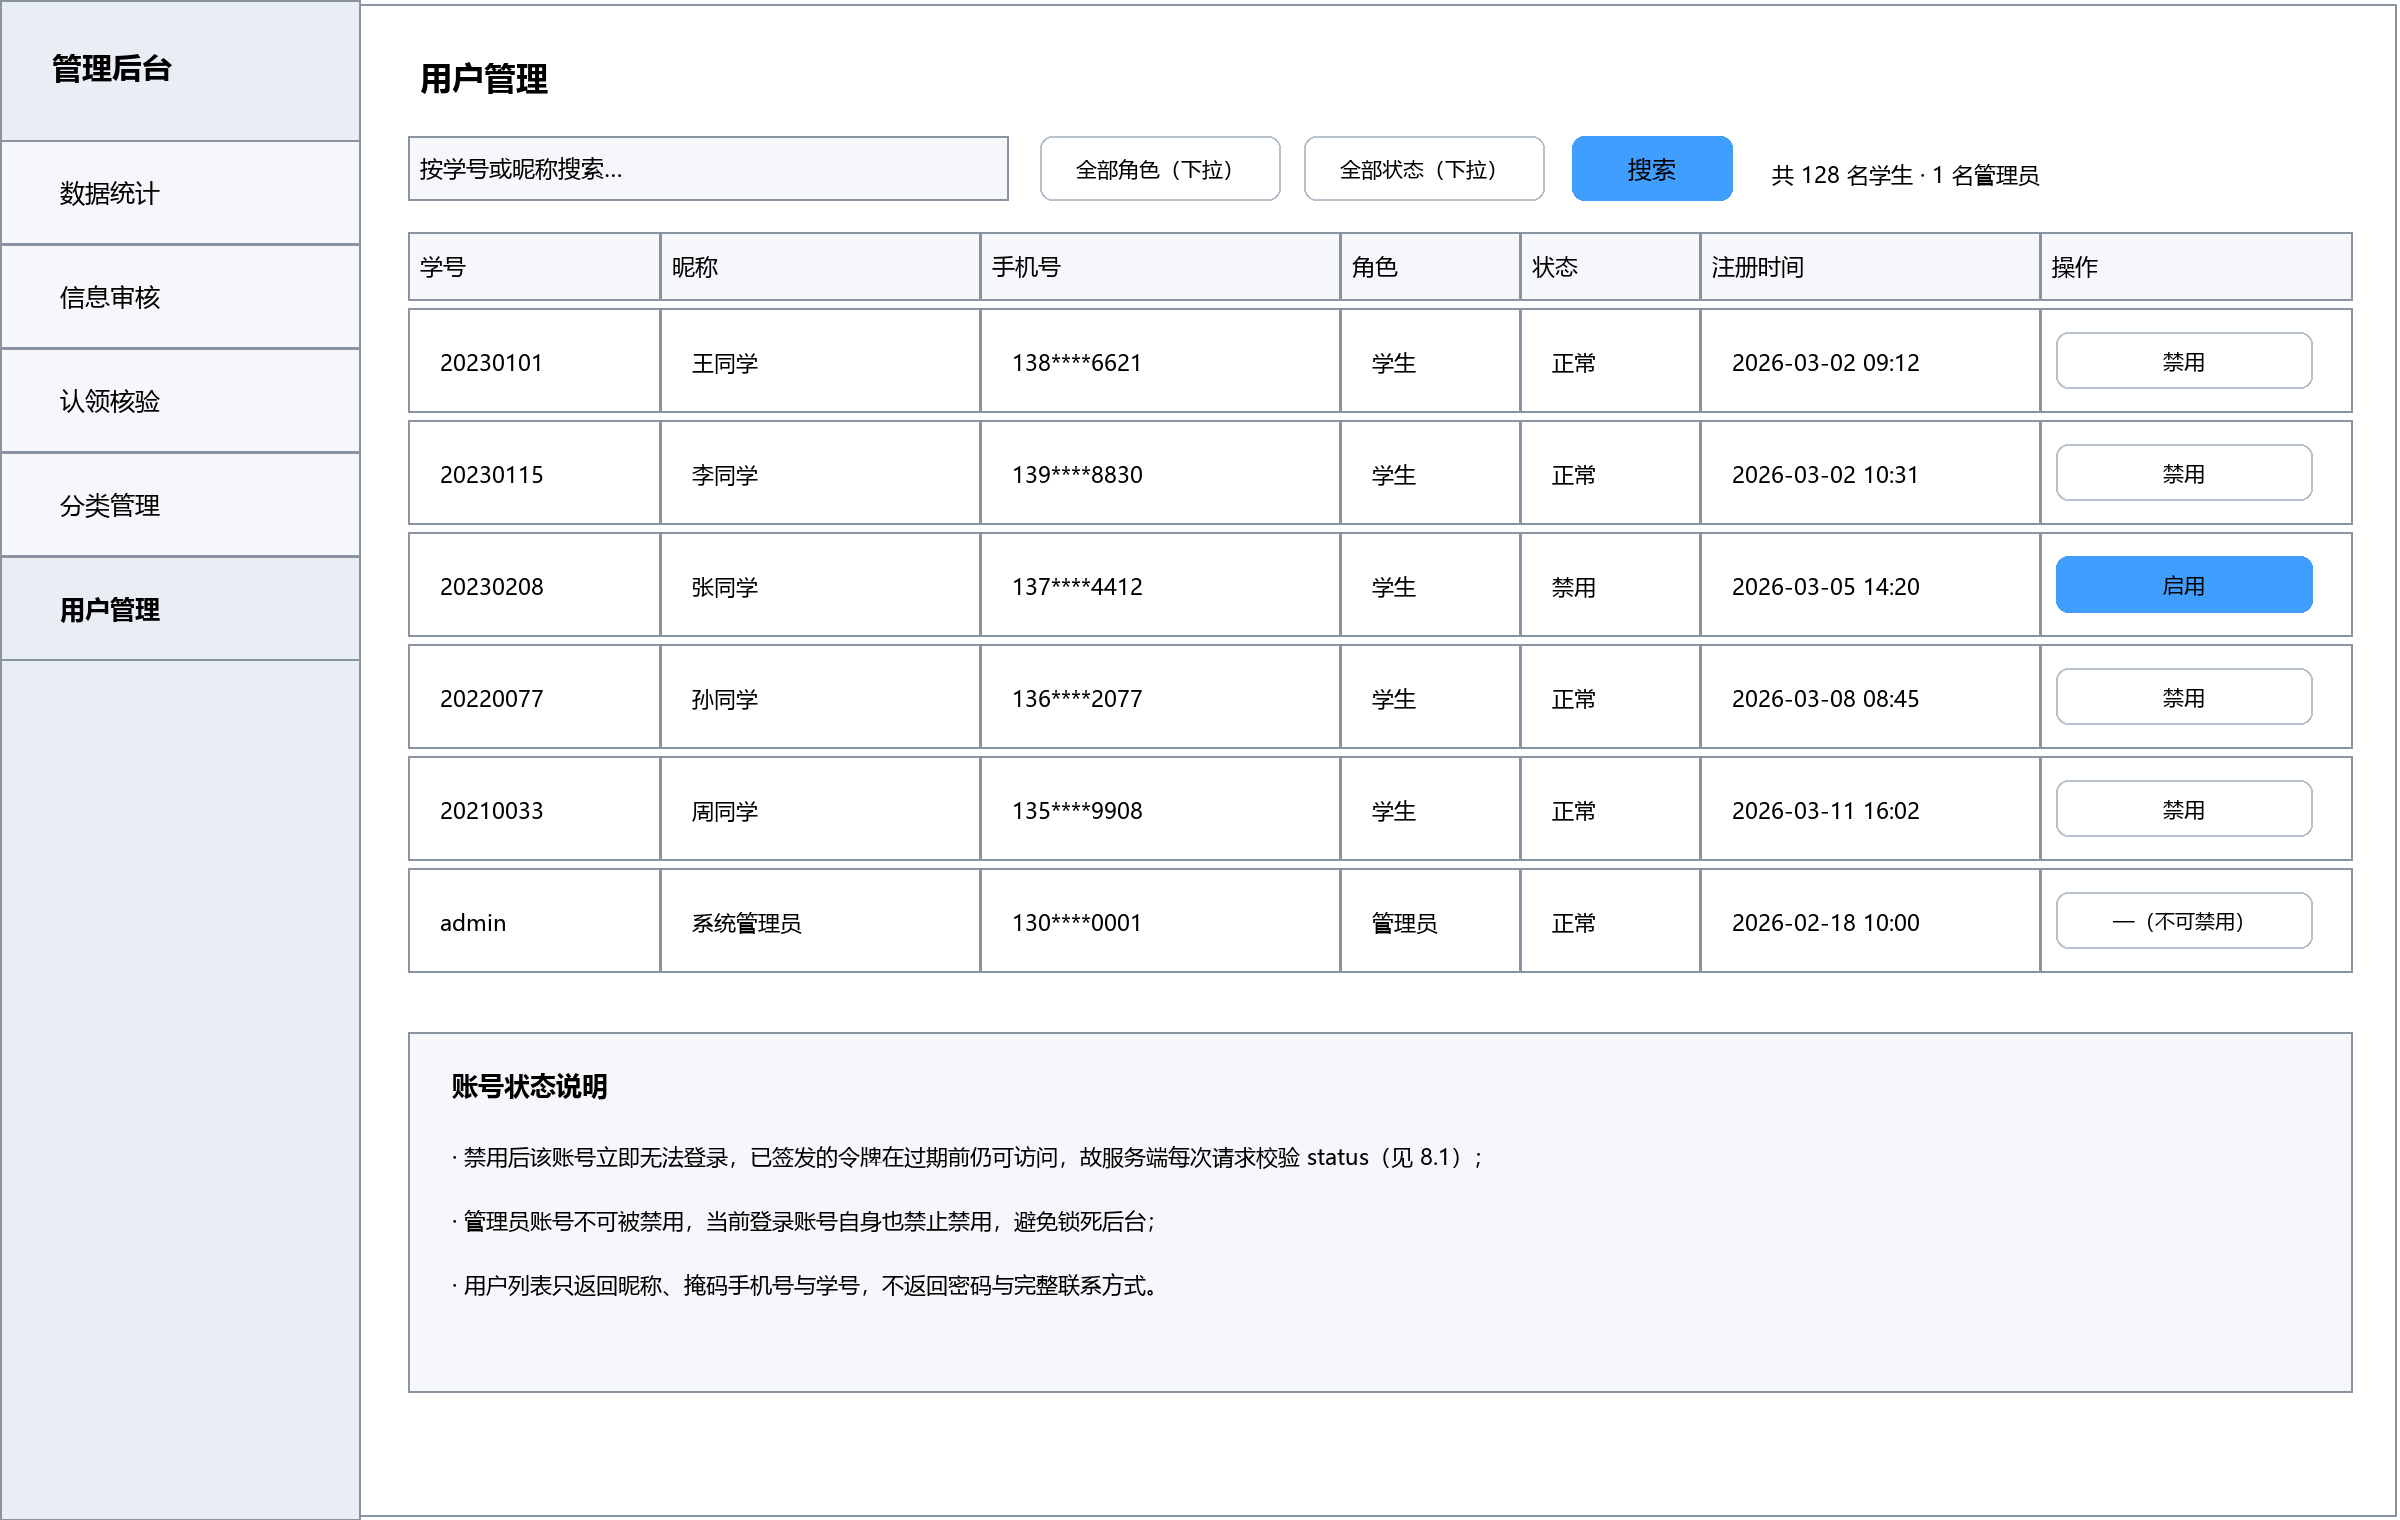 管理后台
数据统计
信息审核
认领核验
分类管理
用户管理
用户管理
按学号或昵称搜索... 全部角色（下拉） 全部状态（下拉） 搜索 共 128 名学生 · 1 名管理员
学号 昵称 手机号 角色 状态 注册时间 操作
20230101 王同学 138****6621 学生 正常 2026-03-02 09:12 禁用
20230115 李同学 139****8830 学生 正常 2026-03-02 10:31 禁用
20230208 张同学 137****4412 学生 禁用 2026-03-05 14:20 启用
20220077 孙同学 136****2077 学生 正常 2026-03-08 08:45 禁用
20210033 周同学 135****9908 学生 正常 2026-03-11 16:02 禁用
admin 系统管理员 130****0001 管理员 正常 2026-02-18 10:00 —（不可禁用）
账号状态说明
· 禁用后该账号立即无法登录，已签发的令牌在过期前仍可访问，故服务端每次请求校验 status（见 8.1）；
· 管理员账号不可被禁用，当前登录账号自身也禁止禁用，避免锁死后台；
· 用户列表只返回昵称、掩码手机号与学号，不返回密码与完整联系方式。